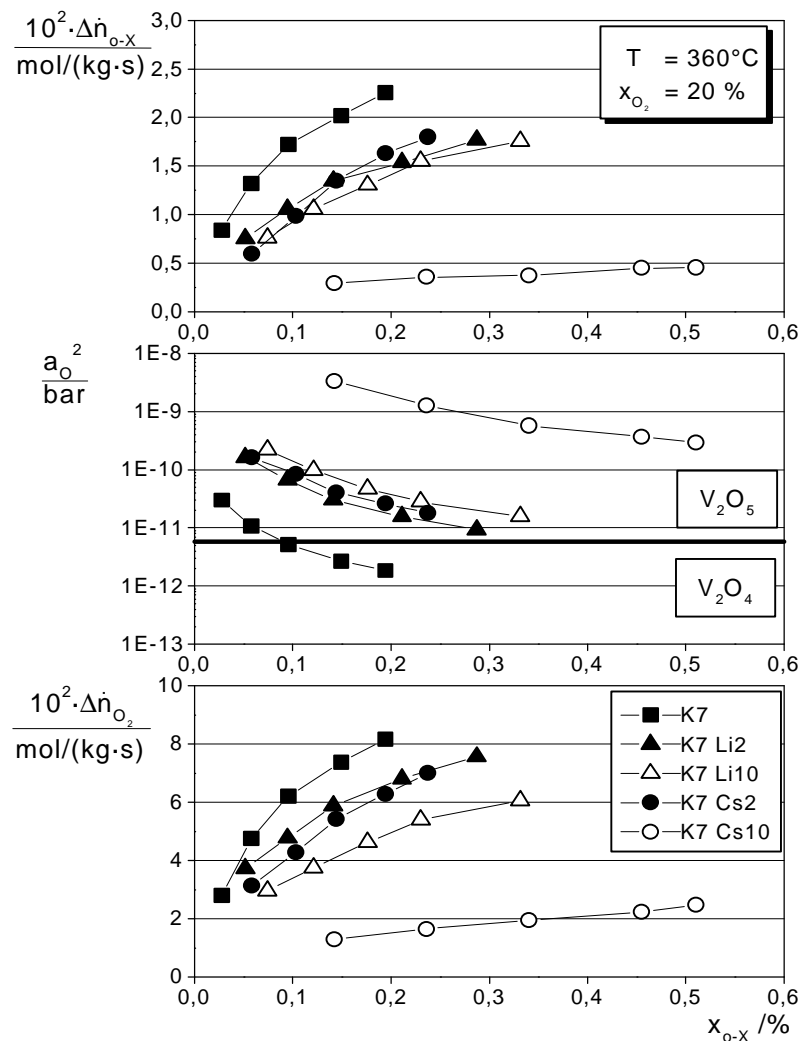 10²·Δṅₒ₋ₓ
mol/(kg·s)
T = 360°C
x_O₂ = 20 %
3,0
2,5
2,0
1,5
1,0
0,5
0,0
0,0 0,1 0,2 0,3 0,4 0,5 0,6
a_O²
bar
1E-8
1E-9
1E-10
1E-11
1E-12
1E-13
V₂O₅
V₂O₄
0,0 0,1 0,2 0,3 0,4 0,5 0,6
10²·Δṅ_O₂
mol/(kg·s)
10
8
6
4
2
0
K7
K7 Li2
K7 Li10
K7 Cs2
K7 Cs10
0,0 0,1 0,2 0,3 0,4 0,5 0,6
xₒ₋ₓ /%